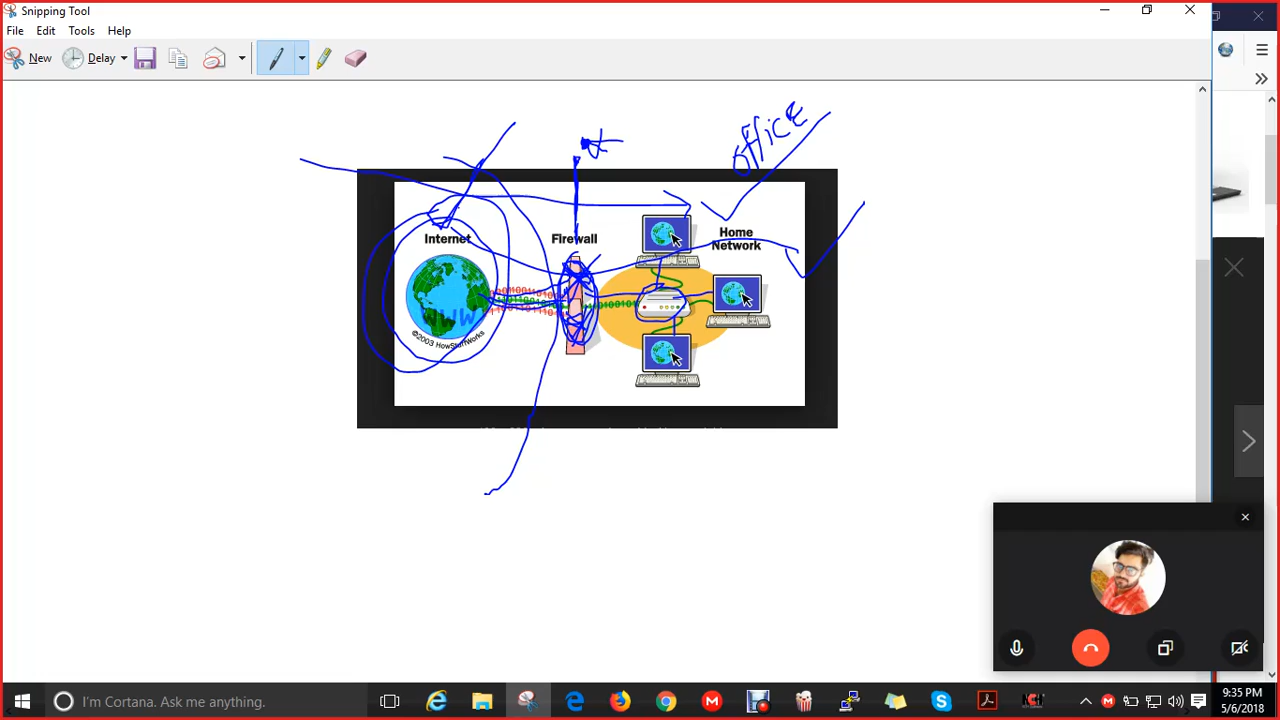 Snipping Tool
File Edit Tools Help
New Delay
OFFICE
Internet Firewall Home
Network
WWW
©2003 HowStuffWorks
I'm Cortana. Ask me anything.
9:35 PM
5/6/2018